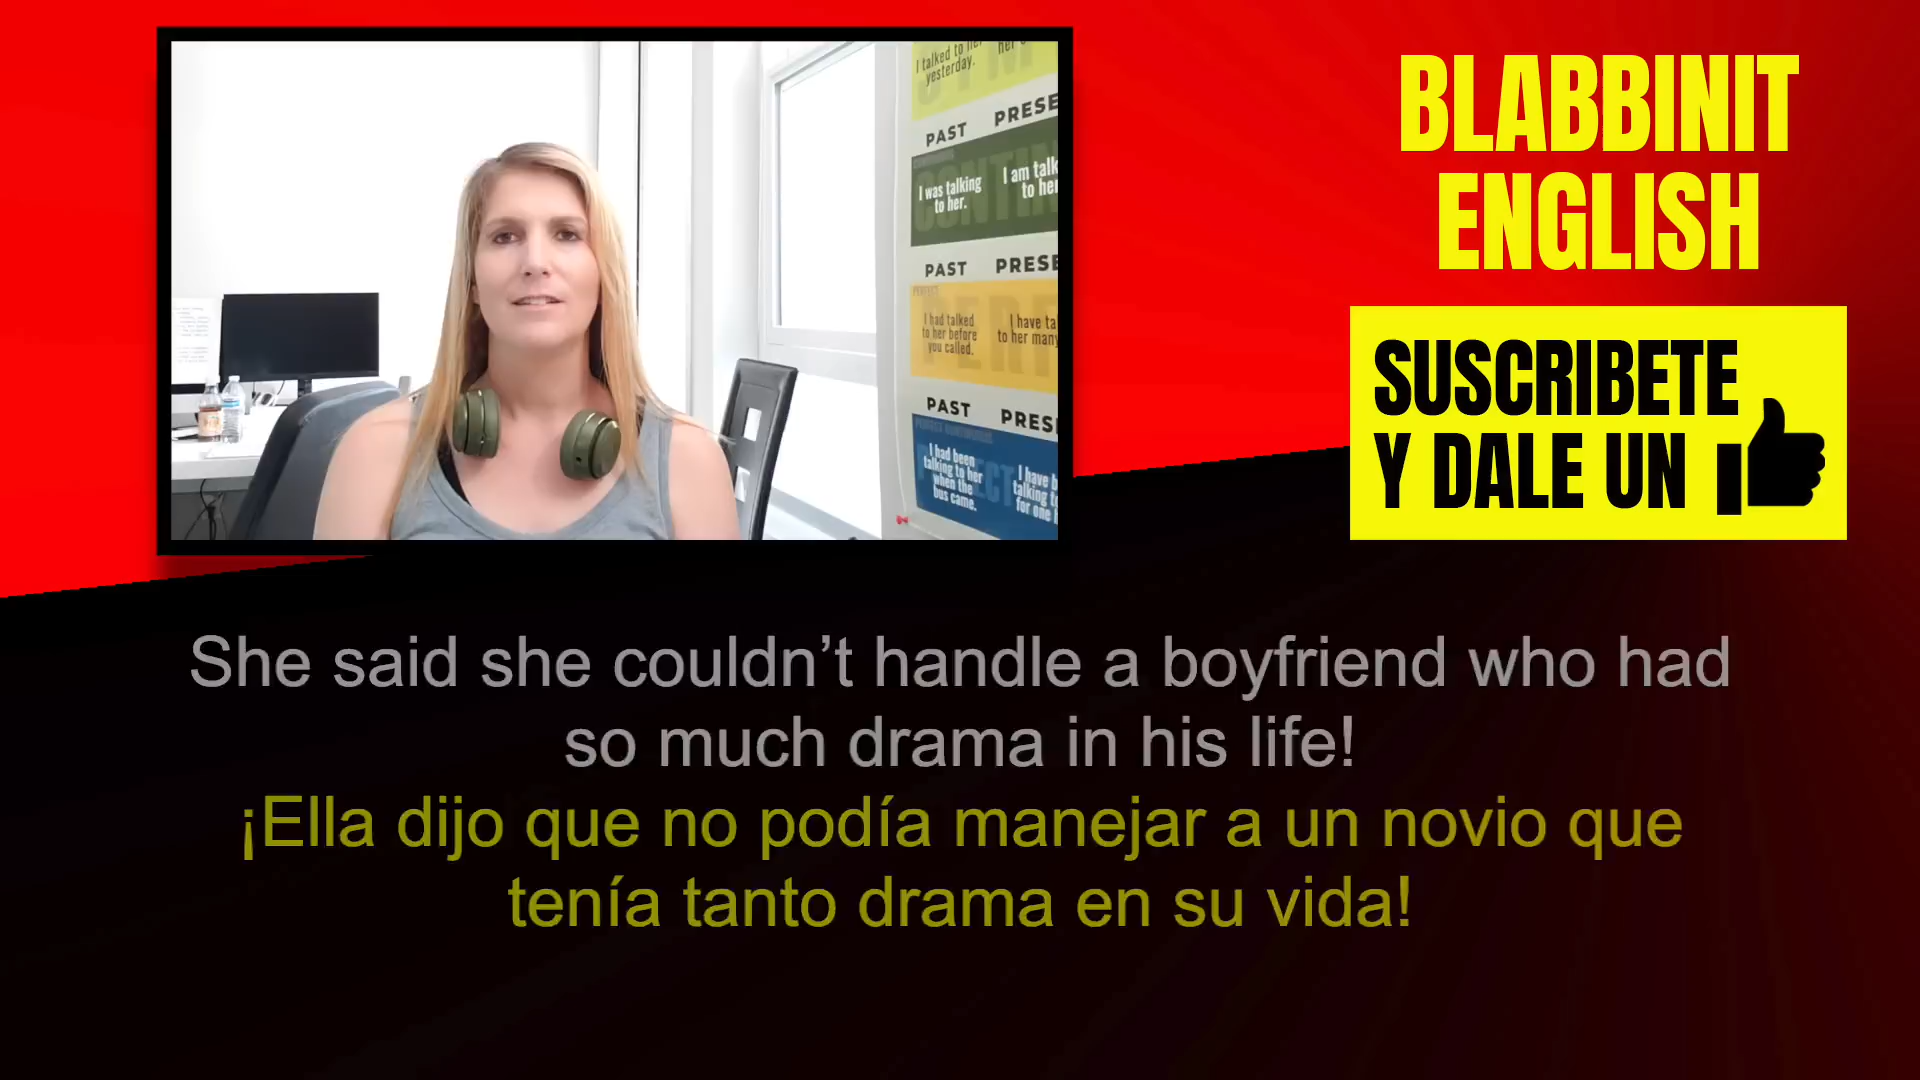 I talked to her
yesterday.
PAST PRESE
I was talking
to her.
I am talk
to her
PAST PRESE
PERFECT
I had talked
to her before
you called.
I have ta
to her many
PAST PRES
I had been
talking to her
when the
bus came.
I have b
talking to
for one h
BLABBINIT
ENGLISH
SUSCRIBETE
Y DALE UN
She said she couldn’t handle a boyfriend who had
so much drama in his life!
¡Ella dijo que no podía manejar a un novio que
tenía tanto drama en su vida!